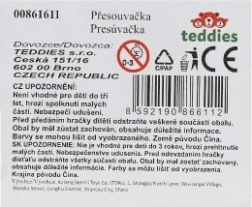 00861611
Přesouvačka
Presúvačka
teddies
Dovozce/Dovozca:
TEDDIES s.r.o.
Česká 151/16
602 00 Brno
CZECH REPUBLIC
0-3
C/PAP
CE
8 592190 866112
CZ UPOZORNĚNÍ:
Není vhodné pro děti do tří
let, hrozí spolknutí malých
částí. Nebezpečí udušení.
Před předáním hračky dítěti odstraňte veškeré součásti obalu.
Obal by měl zůstat zachován, obsahuje důležité informace.
Barvy se mohou lišit od vyobrazení. Země původu Čína.
SK UPOZORNENIE. Nie je vhodné pre deti do 3 rokov, hrozí prehltnutie
malých častí. Nebezpečenstvo udusenia. Pred predaním hračky dieťaťu
odstráňte všetky súčasti obalu. Obal by mal zostať zachovaný,
obsahuje dôležité informácie. Farby sa môžu líšiť od vyobrazenia.
Krajina pôvodu Čína.